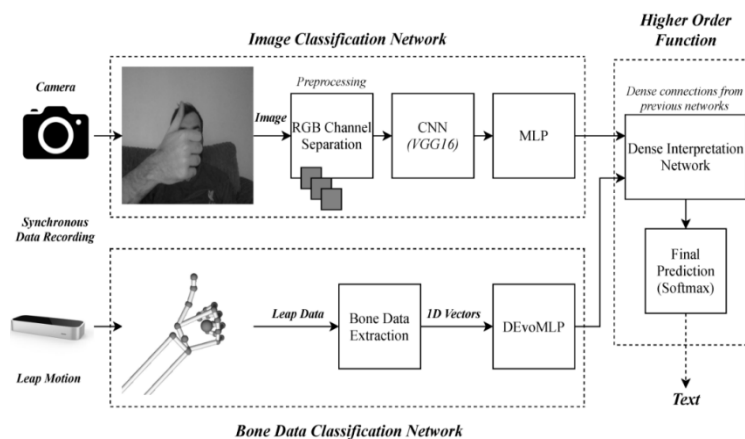 Higher Order
Function
Image Classification Network
Camera
Preprocessing
Image
RGB Channel
Separation
CNN
(VGG16)
MLP
Dense connections from
previous networks
Dense Interpretation
Network
Synchronous
Data Recording
Final
Prediction
(Softmax)
Leap Data
Bone Data
Extraction
1D Vectors
DEvoMLP
Leap Motion
Text
Bone Data Classification Network